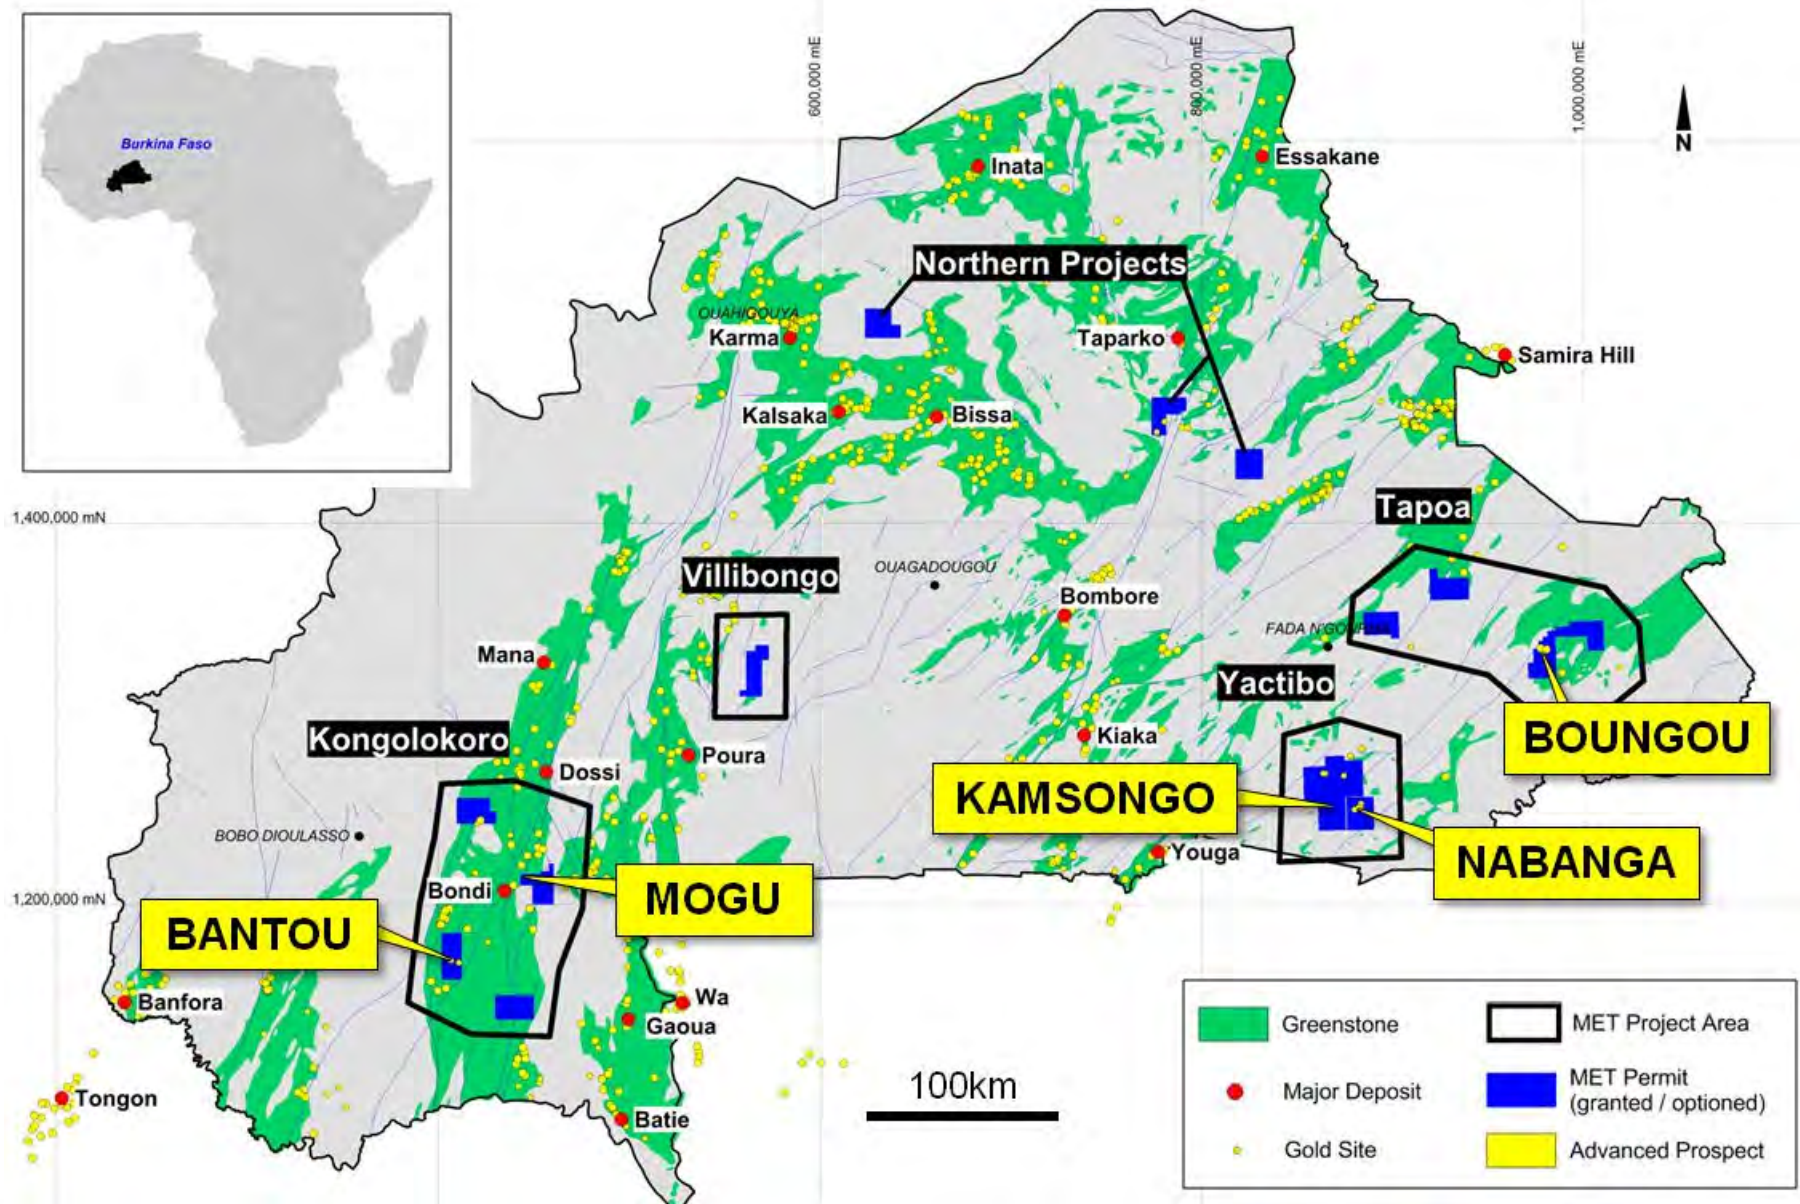 Burkina Faso
600,000 mE
800,000 mE
1,000,000 mE
N
Inata
Essakane
Northern Projects
OUAHIGOUYA
Karma
Taparko
Samira Hill
Kalsaka
Bissa
1,400,000 mN
Tapoa
Villibongo
OUAGADOUGOU
Bombore
FADA N'GOURMA
Mana
Yactibo
Kongolokoro
Poura
Kiaka
BOUNGOU
Dossi
KAMSONGO
BOBO DIOULASSO
Youga
NABANGA
Bondi
MOGU
1,200,000 mN
BANTOU
Banfora
Wa
Gaoua
Tongon
Batie
100km
Greenstone
MET Project Area
Major Deposit
MET Permit
(granted / optioned)
Gold Site
Advanced Prospect